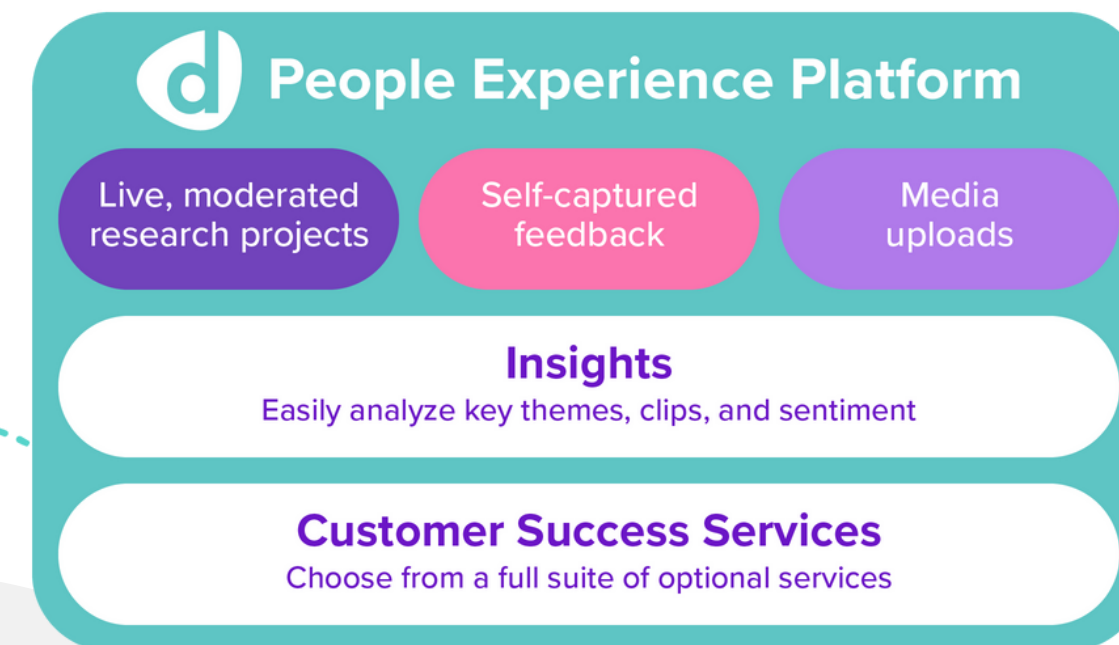 d People Experience Platform
Live, moderated
research projects
Self-captured
feedback
Media
uploads
Insights
Easily analyze key themes, clips, and sentiment
Customer Success Services
Choose from a full suite of optional services